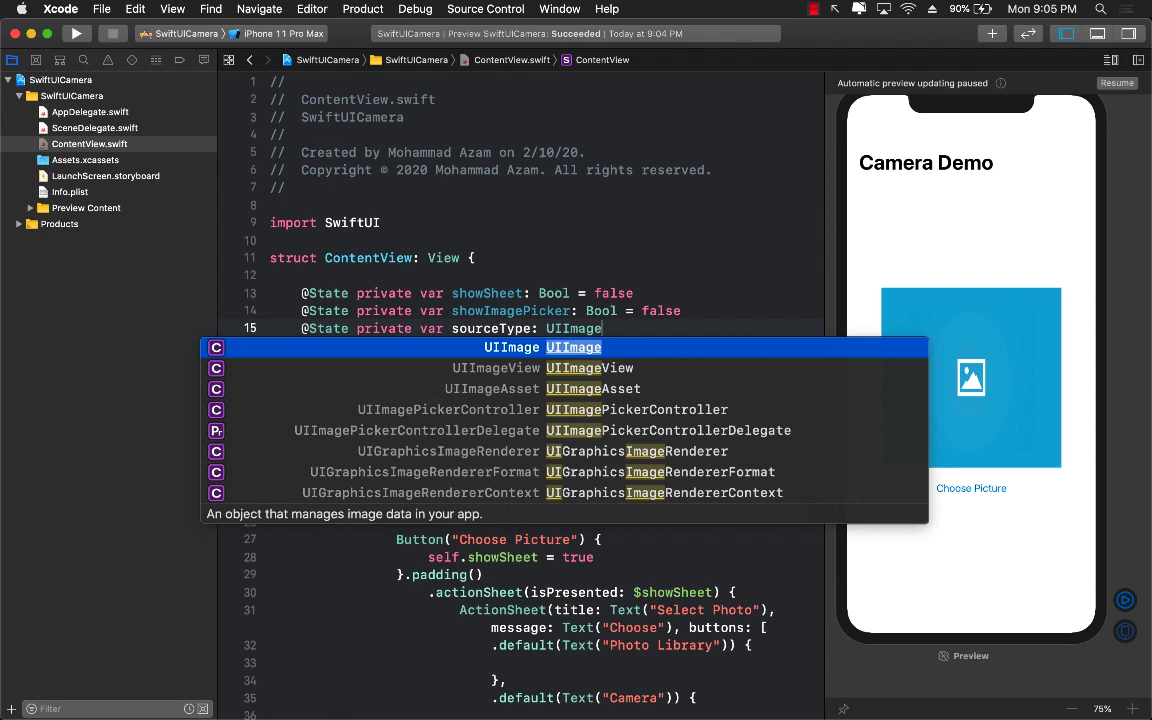 Xcode File Edit View Find Navigate Editor Product Debug Source Control Window Help 90% Mon 9:05 PM
SwiftUICamera iPhone 11 Pro Max SwiftUICamera | Preview SwiftUICamera: Succeeded | Today at 9:04 PM
SwiftUICamera SwiftUICamera ContentView.swift S ContentView
SwiftUICamera
SwiftUICamera
AppDelegate.swift
SceneDelegate.swift
ContentView.swift
Assets.xcassets
LaunchScreen.storyboard
Info.plist
Preview Content
Products
Filter
1 //
2 // ContentView.swift
3 // SwiftUICamera
4 //
5 // Created by Mohammad Azam on 2/10/20.
6 // Copyright © 2020 Mohammad Azam. All rights reserved.
7 //
8
9 import SwiftUI
10
11 struct ContentView: View {
12
13 @State private var showSheet: Bool = false
14 @State private var showImagePicker: Bool = false
15 @State private var sourceType: UIImage
C UIImage UIImage
C UIImageView UIImageView
C UIImageAsset UIImageAsset
C UIImagePickerController UIImagePickerController
Pr UIImagePickerControllerDelegate UIImagePickerControllerDelegate
C UIGraphicsImageRenderer UIGraphicsImageRenderer
C UIGraphicsImageRendererFormat UIGraphicsImageRendererFormat
C UIGraphicsImageRendererContext UIGraphicsImageRendererContext
An object that manages image data in your app.
27 Button("Choose Picture") {
28 self.showSheet = true
29 }.padding()
30 .actionSheet(isPresented: $showSheet) {
31 ActionSheet(title: Text("Select Photo"),
message: Text("Choose"), buttons: [
32 .default(Text("Photo Library")) {
33
34 },
35 .default(Text("Camera")) {
36
Automatic preview updating paused Resume
Camera Demo
Choose Picture
Preview
75%